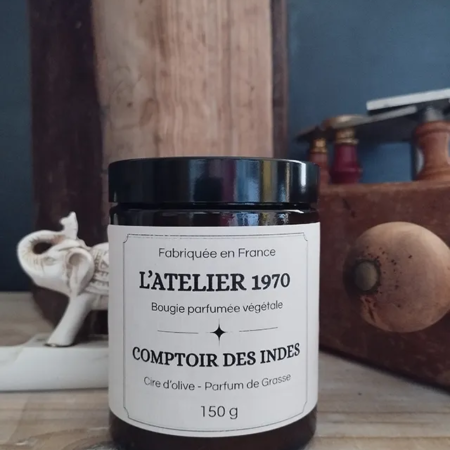 Fabriquée en France
L'ATELIER 1970
Bougie parfumée végétale
COMPTOIR DES INDES
Cire d'olive - Parfum de Grasse
150 g